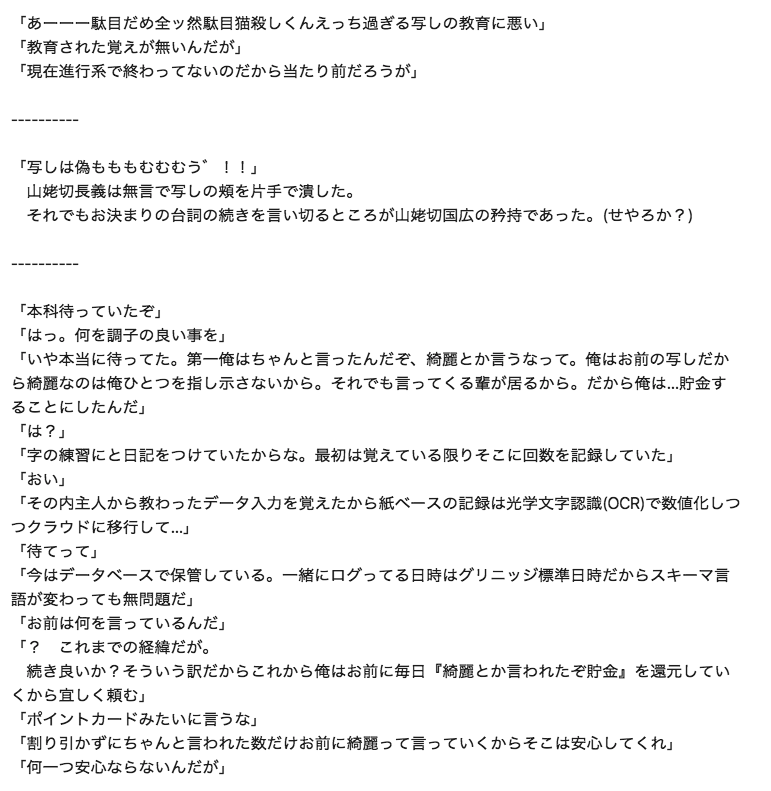 「あーーー駄目だめ全ッ然駄目猫殺しくんえっち過ぎる写しの教育に悪い」
「教育された覚えが無いんだが」
「現在進行系で終わってないのだから当たり前だろうが」
----------
「写しは偽もももむむむう゛！！」
　山姥切長義は無言で写しの頬を片手で潰した。
　それでもお決まりの台詞の続きを言い切るところが山姥切国広の矜持であった。(せやろか？)
----------
「本科待っていたぞ」
「はっ。何を調子の良い事を」
「いや本当に待ってた。第一俺はちゃんと言ったんだぞ、綺麗とか言うなって。俺はお前の写しだか
ら綺麗なのは俺ひとつを指し示さないから。それでも言ってくる輩が居るから。だから俺は...貯金す
ることにしたんだ」
「は？」
「字の練習にと日記をつけていたからな。最初は覚えている限りそこに回数を記録していた」
「おい」
「その内主人から教わったデータ入力を覚えたから紙ベースの記録は光学文字認識(OCR)で数値化しつ
つクラウドに移行して...」
「待てって」
「今はデータベースで保管している。一緒にログってる日時はグリニッジ標準日時だからスキーマ言
語が変わっても無問題だ」
「お前は何を言っているんだ」
「？　これまでの経緯だが。
　続き良いか？そういう訳だからこれから俺はお前に毎日『綺麗とか言われたぞ貯金』を還元してい
くから宜しく頼む」
「ポイントカードみたいに言うな」
「割り引かずにちゃんと言われた数だけお前に綺麗って言っていくからそこは安心してくれ」
「何一つ安心ならないんだが」